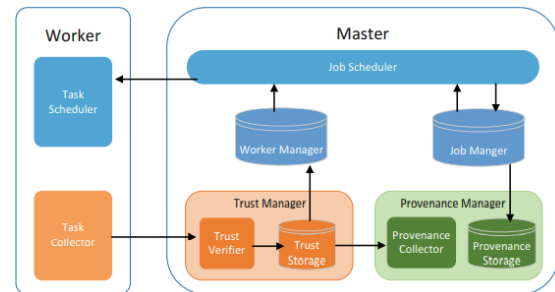 Worker
Master
Job Scheduler
Task
Scheduler
Worker Manager
Job Manger
Trust Manager
Provenance Manager
Task
Collector
Trust
Verifier
Trust
Storage
Provenance
Collector
Provenance
Storage